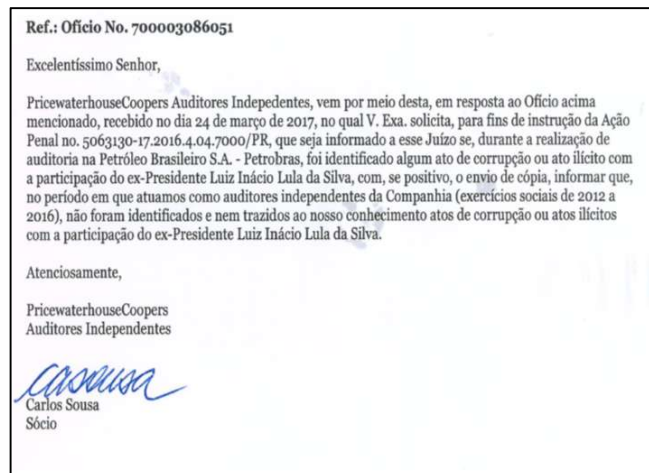 Ref.: Ofício No. 700003086051
Excelentíssimo Senhor,
PricewaterhouseCoopers Auditores Indepedentes, vem por meio desta, em resposta ao Ofício acima
mencionado, recebido no dia 24 de março de 2017, no qual V. Exa. solicita, para fins de instrução da Ação
Penal no. 5063130-17.2016.4.04.7000/PR, que seja informado a esse Juízo se, durante a realização de
auditoria na Petróleo Brasileiro S.A. - Petrobras, foi identificado algum ato de corrupção ou ato ilícito com
a participação do ex-Presidente Luiz Inácio Lula da Silva, com, se positivo, o envio de cópia, informar que,
no período em que atuamos como auditores independentes da Companhia (exercícios sociais de 2012 a
2016), não foram identificados e nem trazidos ao nosso conhecimento atos de corrupção ou atos ilícitos
com a participação do ex-Presidente Luiz Inácio Lula da Silva.
Atenciosamente,
PricewaterhouseCoopers
Auditores Independentes
casousa
Carlos Sousa
Sócio